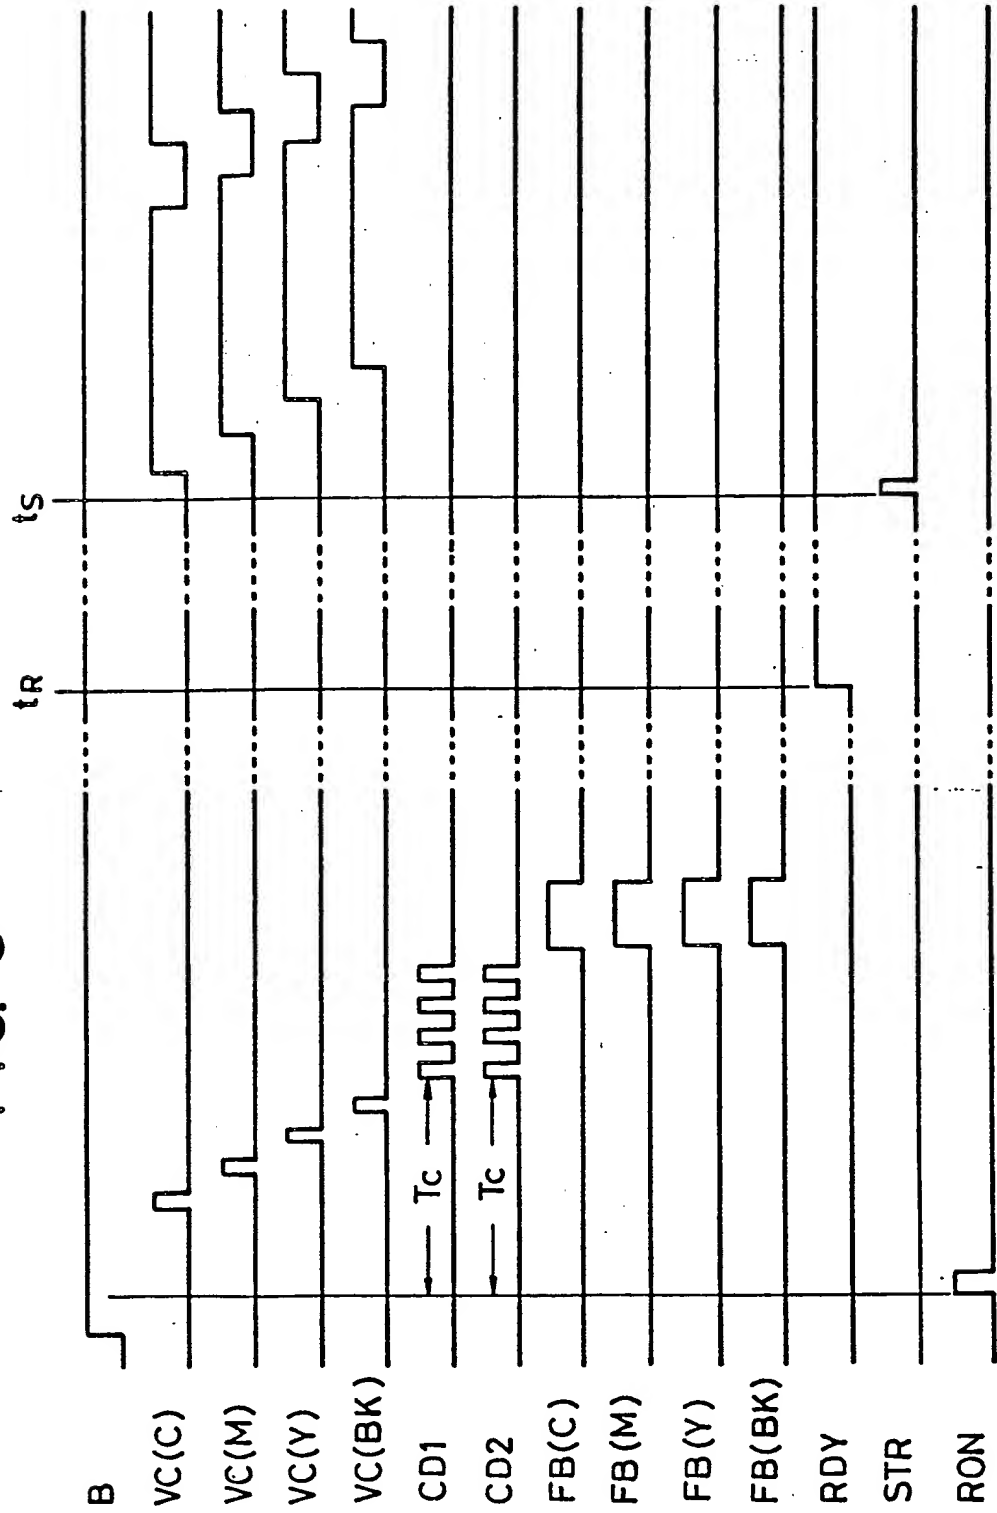 B
VC(C)
VC(M)
VC(Y)
VC(BK)
CD1
CD2
FB(C)
FB(M)
FB(Y)
FB(BK)
RDY
STR
RON
Tc
Tc
tR
tS